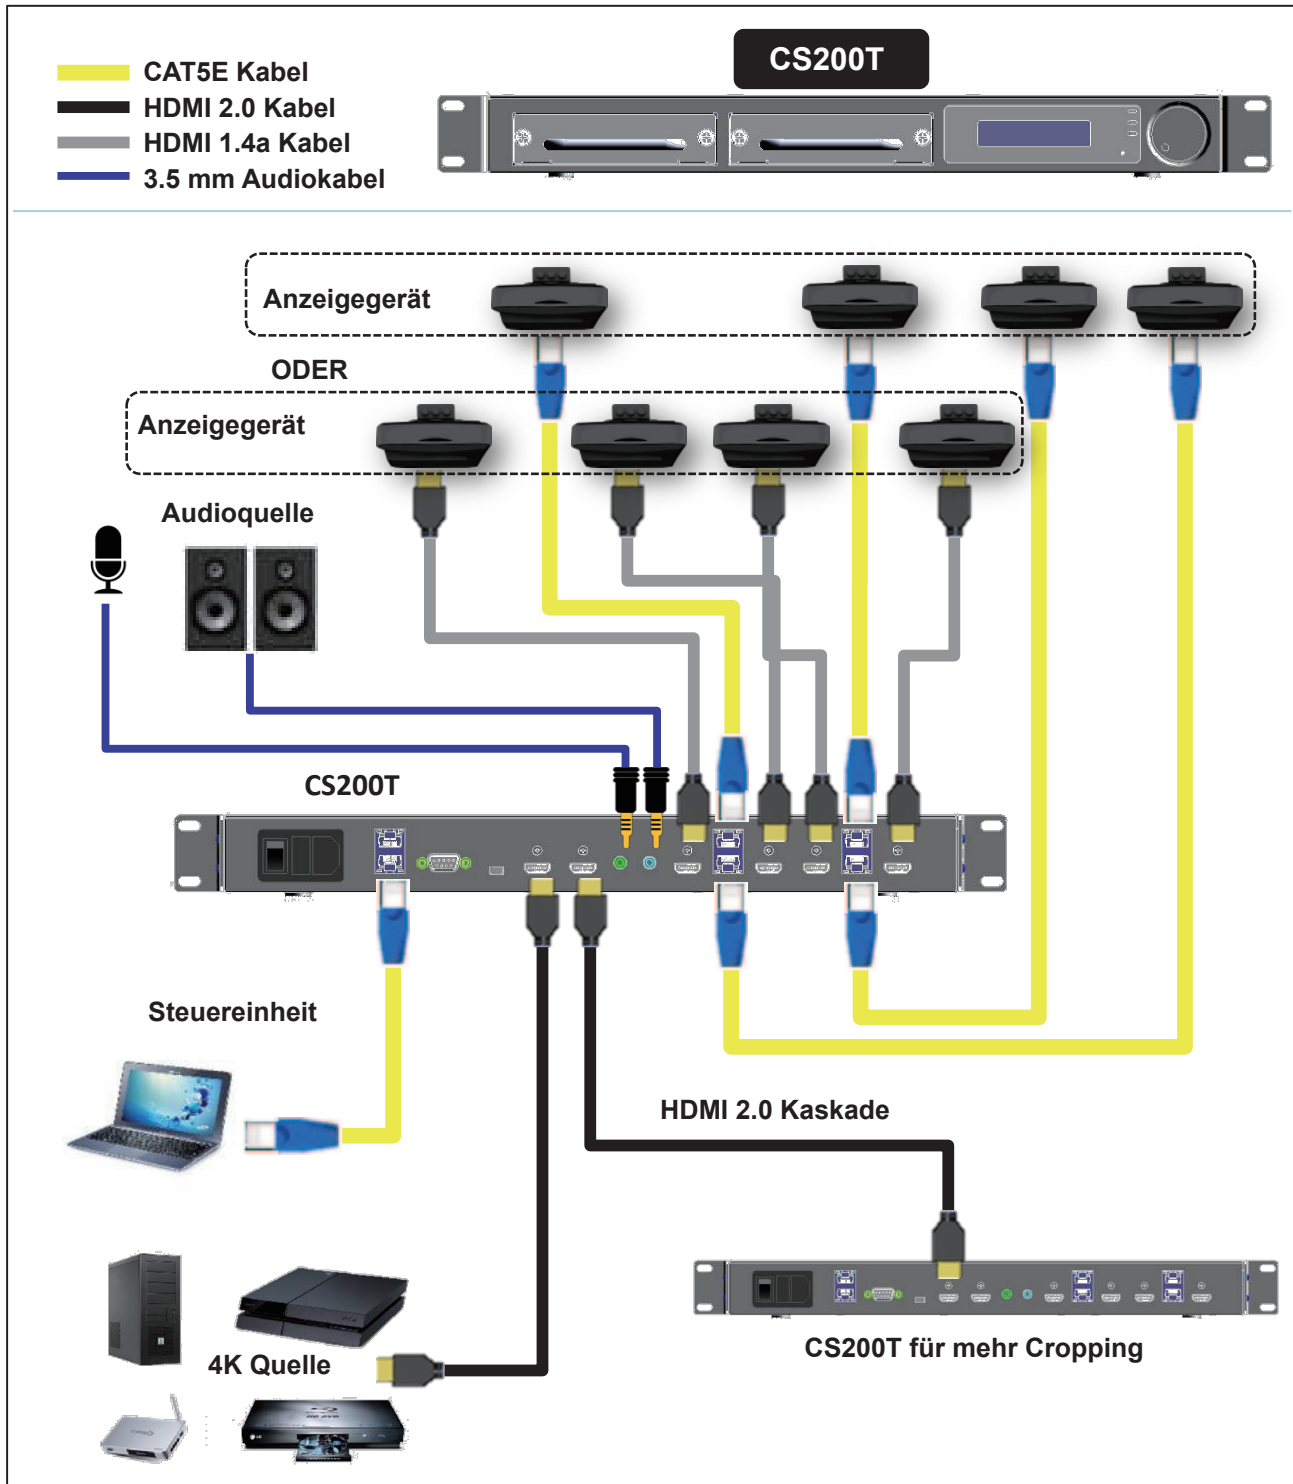 CS200T
CAT5E Kabel
HDMI 2.0 Kabel
HDMI 1.4a Kabel
3.5 mm Audiokabel
Anzeigegerät
ODER
Anzeigegerät
Audioquelle
CS200T
Steuereinheit
HDMI 2.0 Kaskade
CS200T für mehr Cropping
4K Quelle